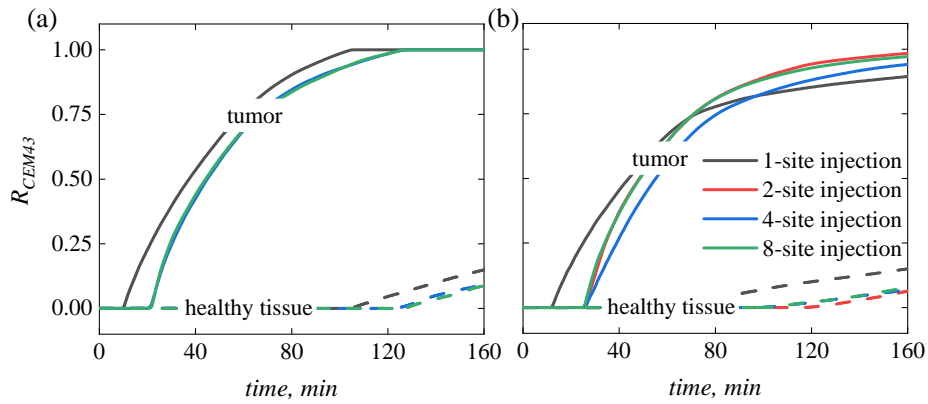 (a)
(b)
R_CEM43
1.00
0.75
0.50
0.25
0.00
tumor
healthy tissue
0
40
80
120
160
time, min
tumor
1-site injection
2-site injection
4-site injection
8-site injection
healthy tissue
0
40
80
120
160
time, min